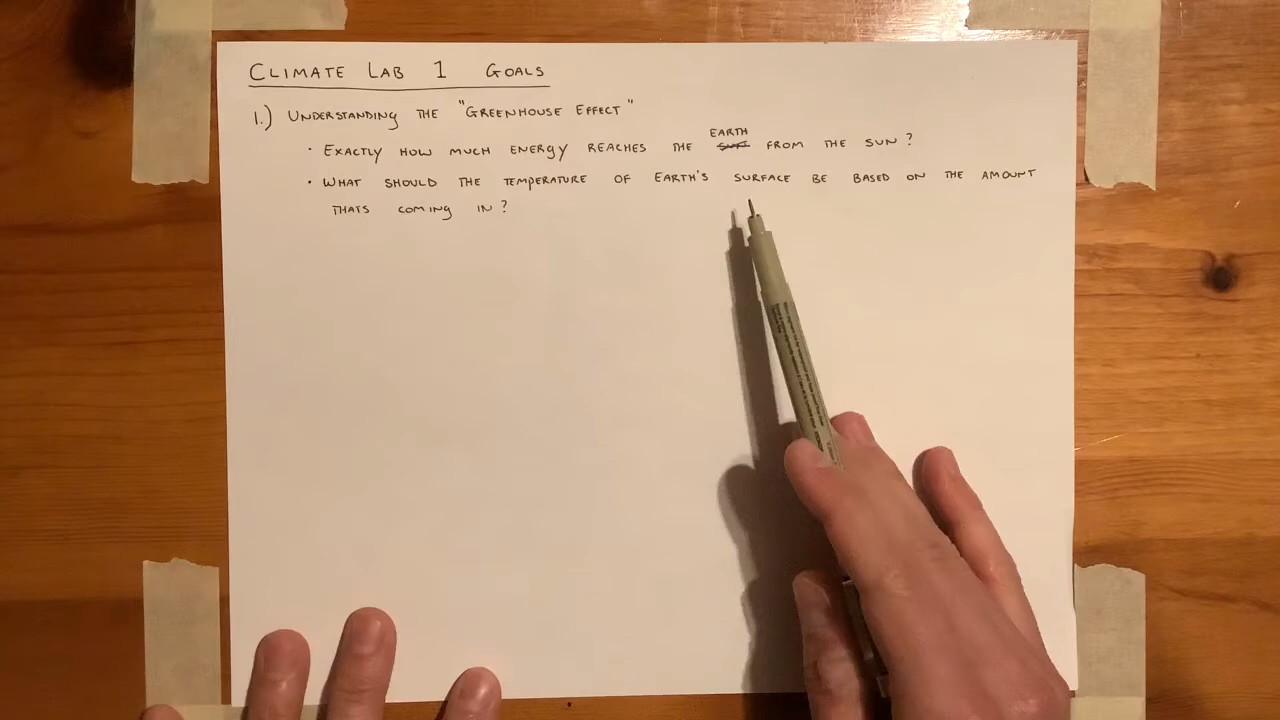 CLIMATE LAB 1 GOALS
1.) UNDERSTANDING THE "GREENHOUSE EFFECT"
EARTH
· EXACTLY HOW MUCH ENERGY REACHES THE FROM THE SUN?
· WHAT SHOULD THE TEMPERATURE OF EARTH'S SURFACE BE BASED ON THE AMOUNT
THATS COMING IN?